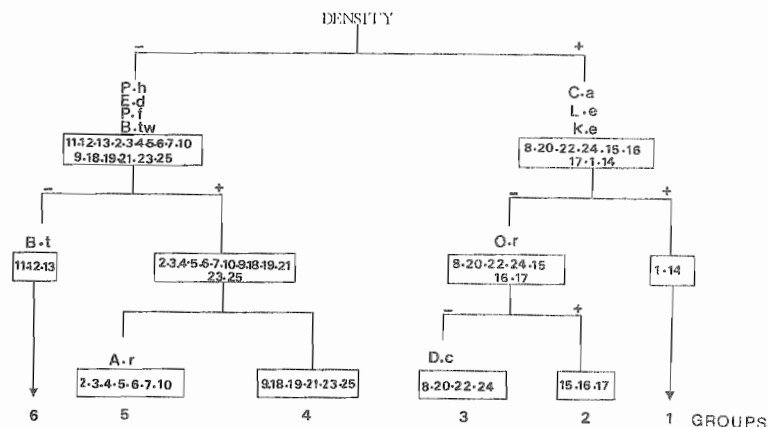 DENSITY
- +
P.h
E.d
P.f
B.tw
11.12.13.2.3.4.5.6.7.10
9.18.19.21.23.25
C.a
L.e
K.e
8.20.22.24.15.16
17.1.14
- +
- +
B.t
11.12.13
2.3.4.5.6.7.10.9.18.19.21
23.25
O.r
8.20.22.24.15
16.17
1.14
- +
A.r
2.3.4.5.6.7.10
9.18.19.21.23.25
D.c
8.20.22.24
15.16.17
6 5 4 3 2 1 GROUPS